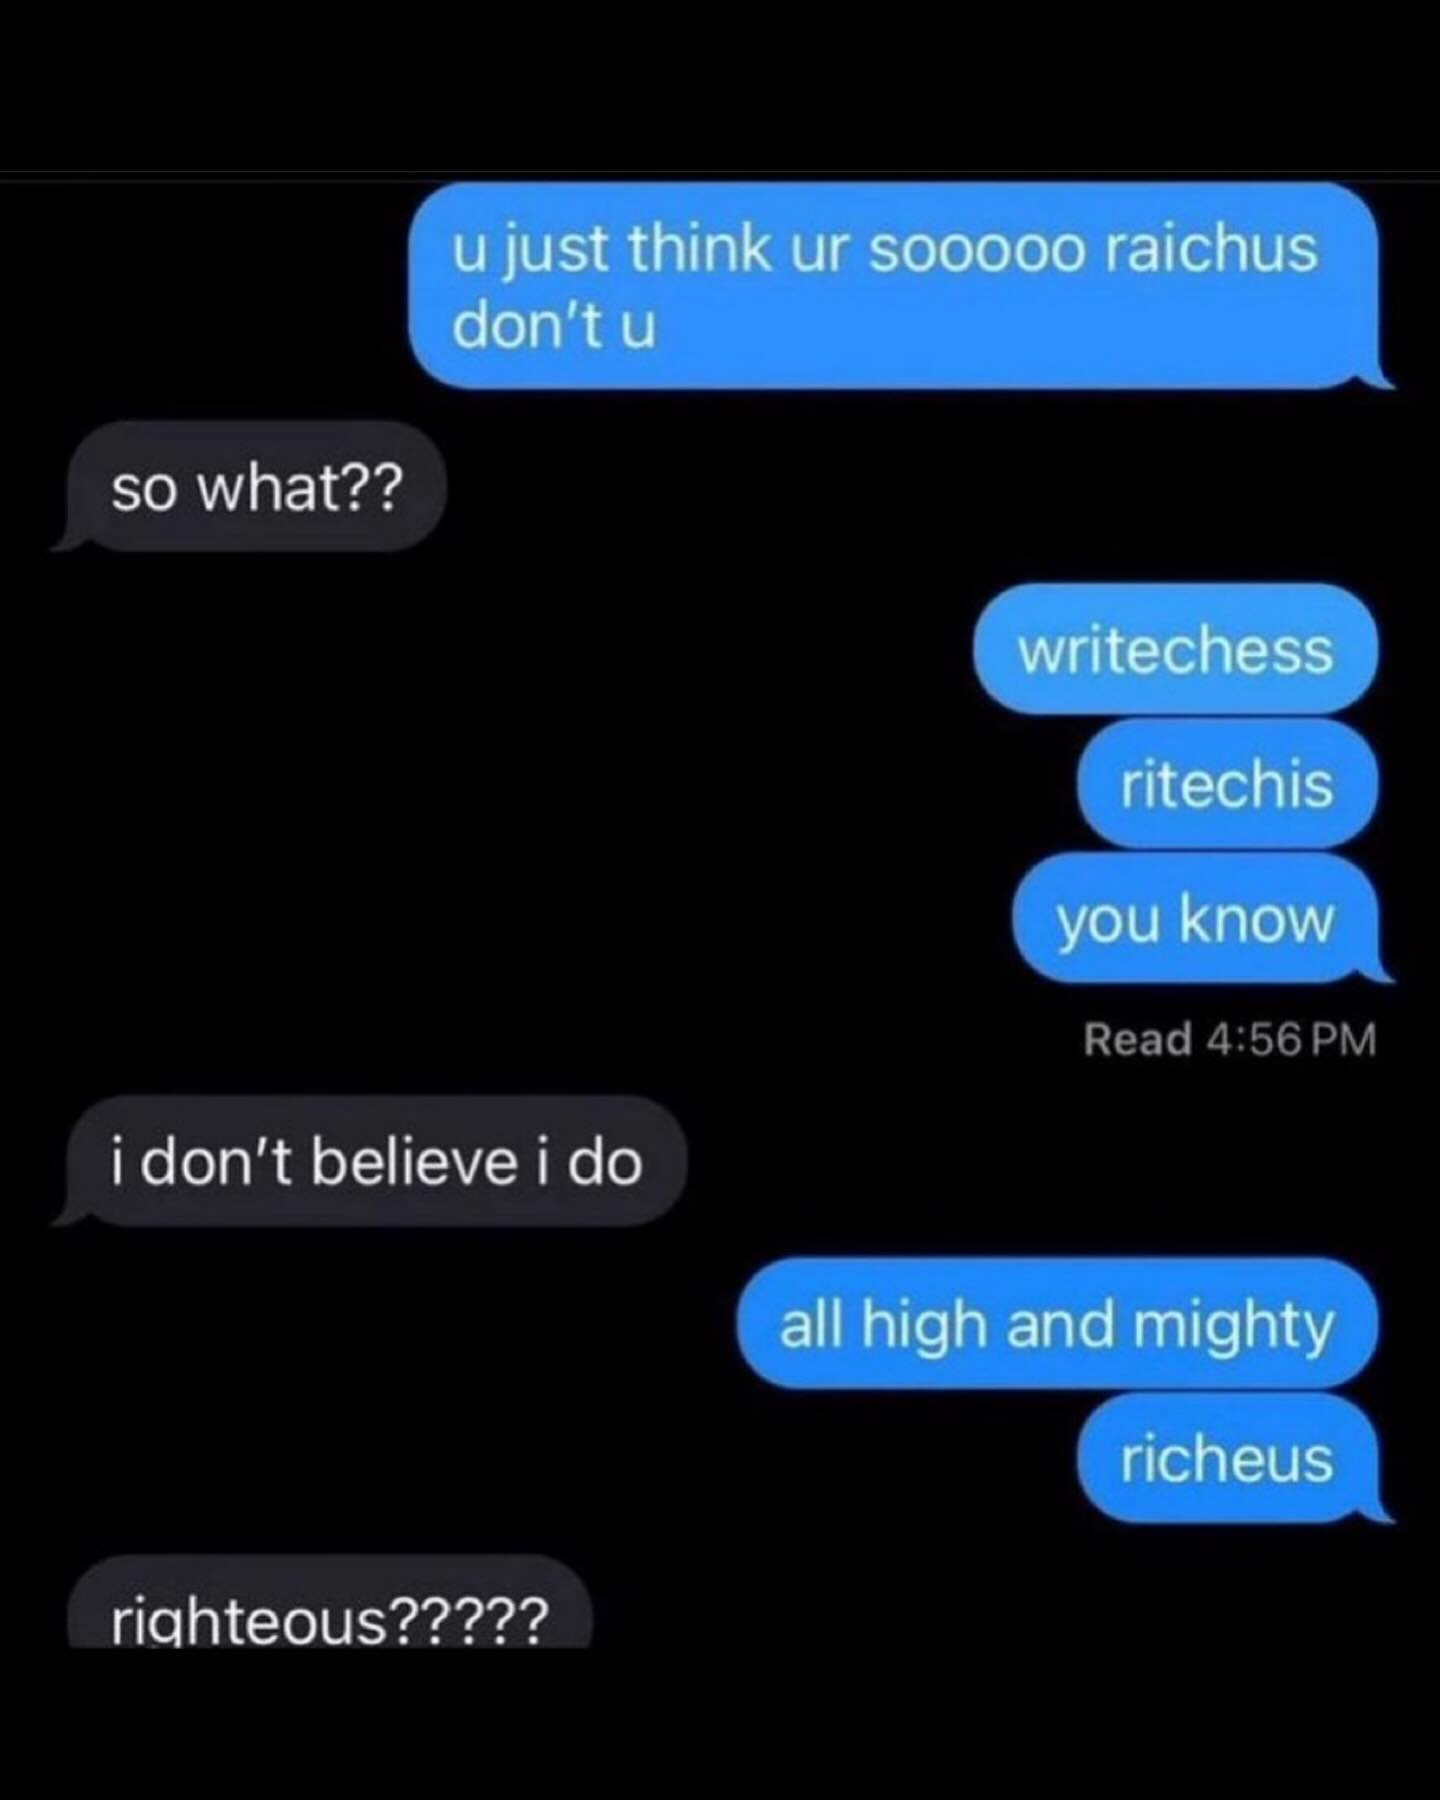 u just think ur sooooo raichus
don't u
so what??
writechess
ritechis
you know
Read 4:56 PM
i don't believe i do
all high and mighty
richeus
righteous?????